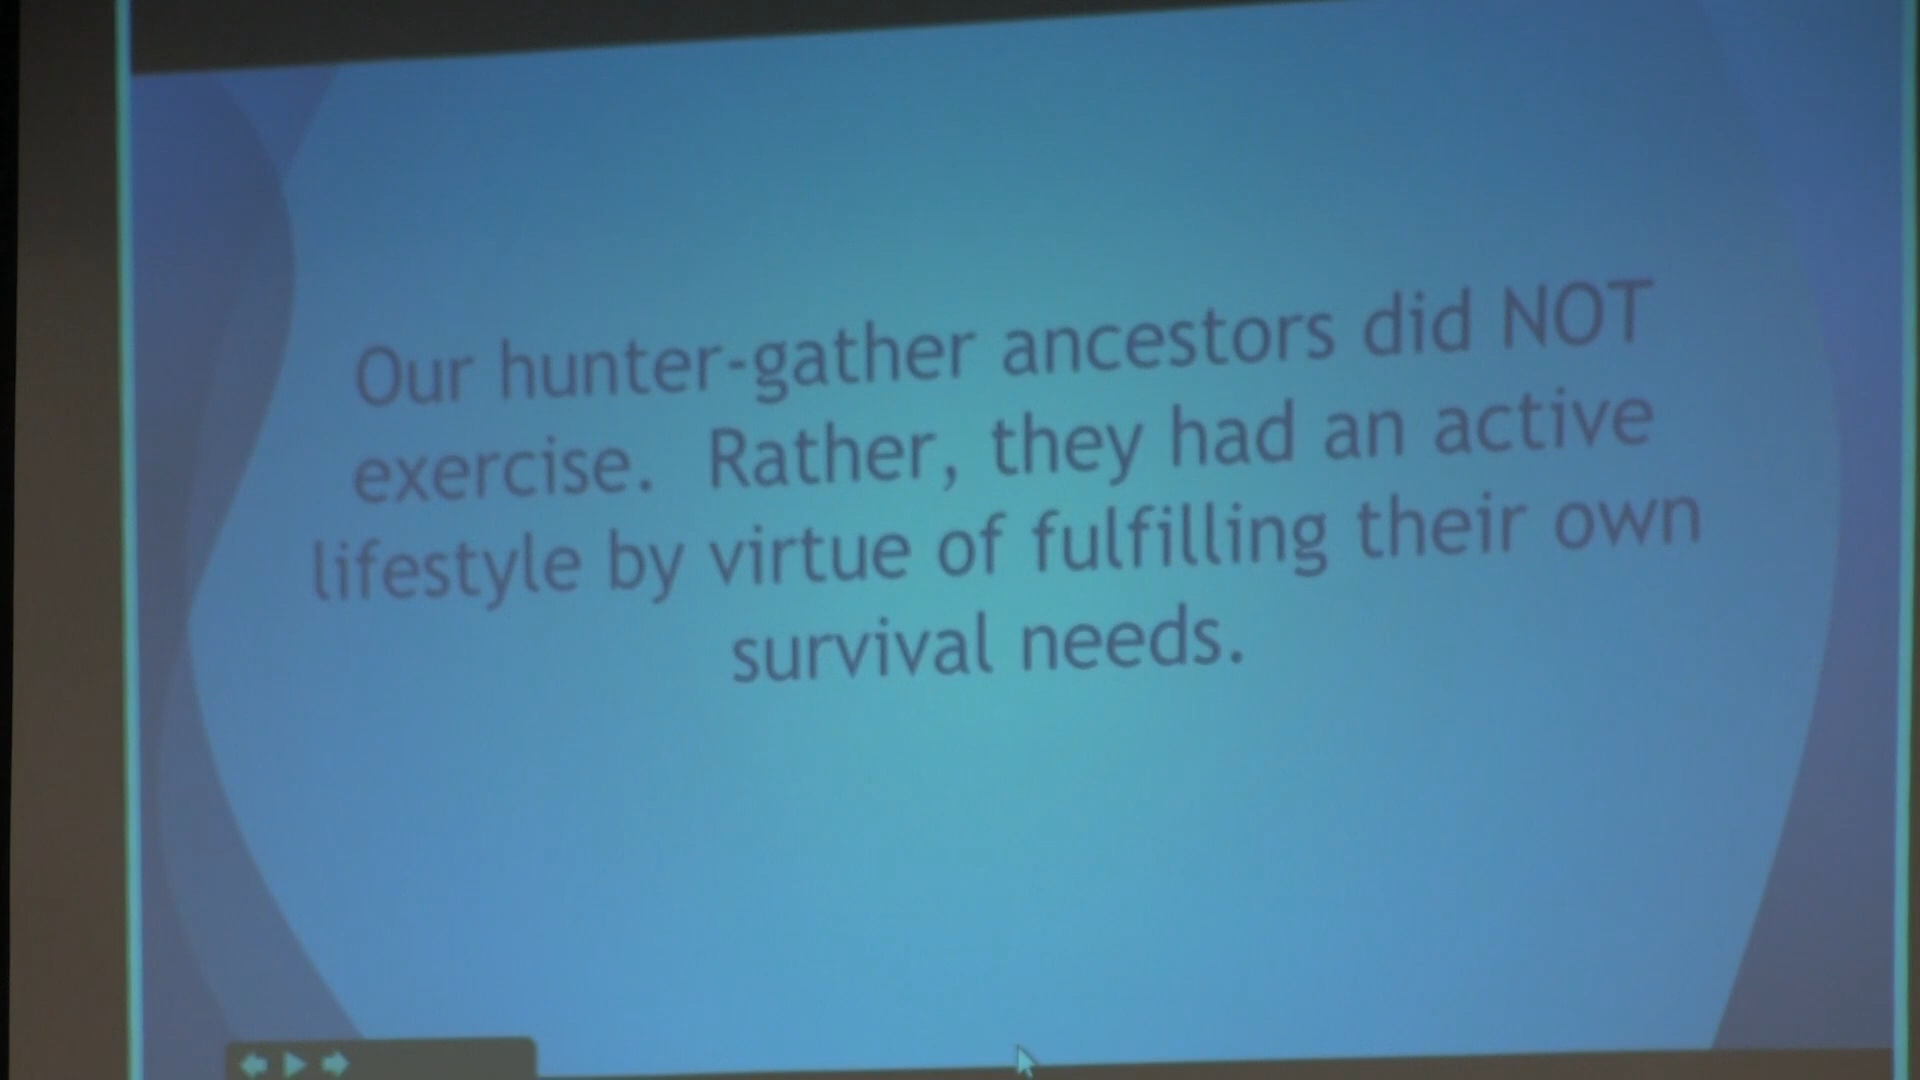 Our hunter-gather ancestors did NOT
exercise. Rather, they had an active
lifestyle by virtue of fulfilling their own
survival needs.